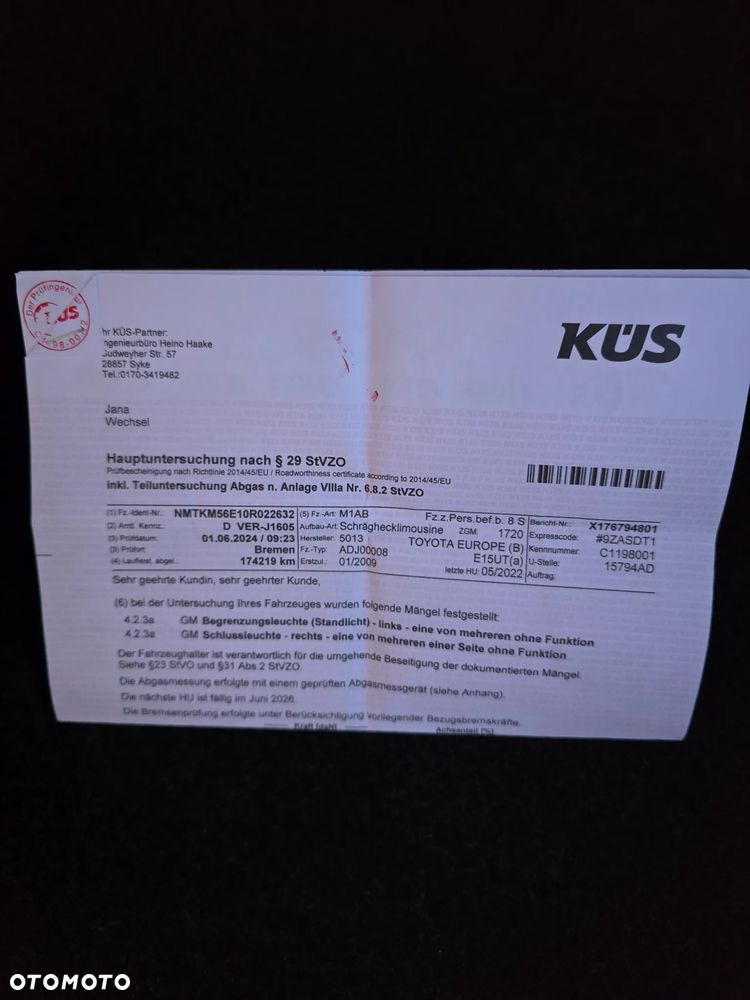 Der Prüfingenieur
KÜS
KÜS
hr KÜS-Partner:
ngenieurbüro Heino Haake
Sudweyher Str. 57
28857 Syke
Tel.:0170-3419482
Jana
Wechsel
Hauptuntersuchung nach § 29 StVZO
Prüfbescheinigung nach Richtlinie 2014/45/EU / Roadworthiness certificate according to 2014/45/EU
inkl. Teiluntersuchung Abgas n. Anlage VIIIa Nr. 6.8.2 StVZO
(1) Fz.-Ident-Nr.: NMTKM56E10R022632 (5) Fz.-Art: M1AB Fz.z.Pers.bef.b. 8 S Bericht-Nr.: X176794801
(2) Amtl. Kennz.: D VER-J1605 Aufbau-Art: Schrägheckliomusine ZGM: 1720 Expresscode: #9ZASDT1
(3) Prüfdatum: 01.06.2024 / 09:23 Hersteller: 5013 TOYOTA EUROPE (B) Kennnummer: C1198001
(3) Prüfort: Bremen Fz.-Typ: ADJ00008 E15UT(a) U-Stelle: 15794AD
(4) Laufleist. abgel.: 174219 km Erstzul.: 01/2009 letzte HU: 05/2022 Auftrag:
Sehr geehrte Kundin, sehr geehrter Kunde,
(6) bei der Untersuchung Ihres Fahrzeuges wurden folgende Mängel festgestellt:
4.2.3a GM Begrenzungsleuchte (Standlicht) - links - eine von mehreren ohne Funktion
4.2.3a GM Schlussleuchte - rechts - eine von mehreren einer Seite ohne Funktion
Der Fahrzeughalter ist verantwortlich für die umgehende Beseitigung der dokumentierten Mängel:
Siehe §23 StVO und §31 Abs.2 StVZO.
Die Abgasmessung erfolgte mit einem geprüften Abgasmessgerät (siehe Anhang).
Die nächste HU ist fällig im Juni 2026.
Die Bremsenprüfung erfolgte unter Berücksichtigung vorliegender Bezugsbremskräfte.
Kraft [daN] Achsanteil [%]
OTOMOTO